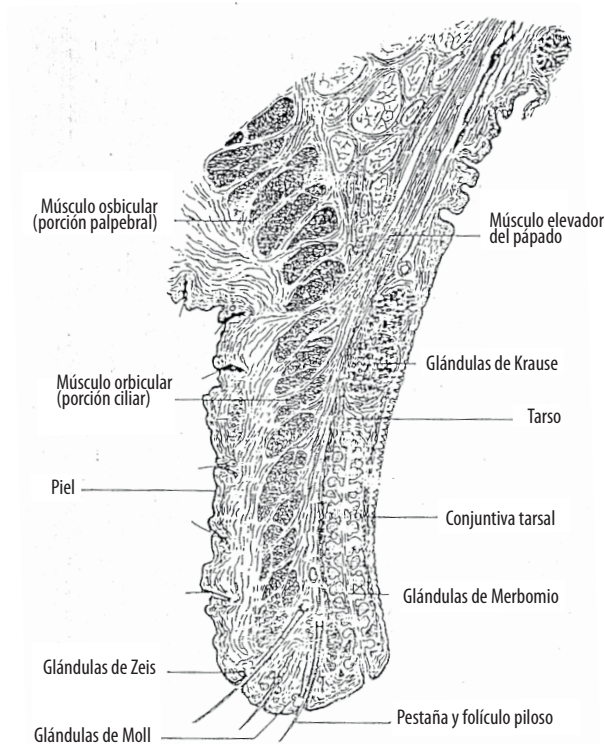 Músculo osbicular
(porción palpebral)
Músculo elevador
del pápado
Glándulas de Krause
Músculo orbicular
(porción ciliar)
Tarso
Piel
Conjuntiva tarsal
Glándulas de Merbomio
Glándulas de Zeis
Pestaña y folículo piloso
Glándulas de Moll